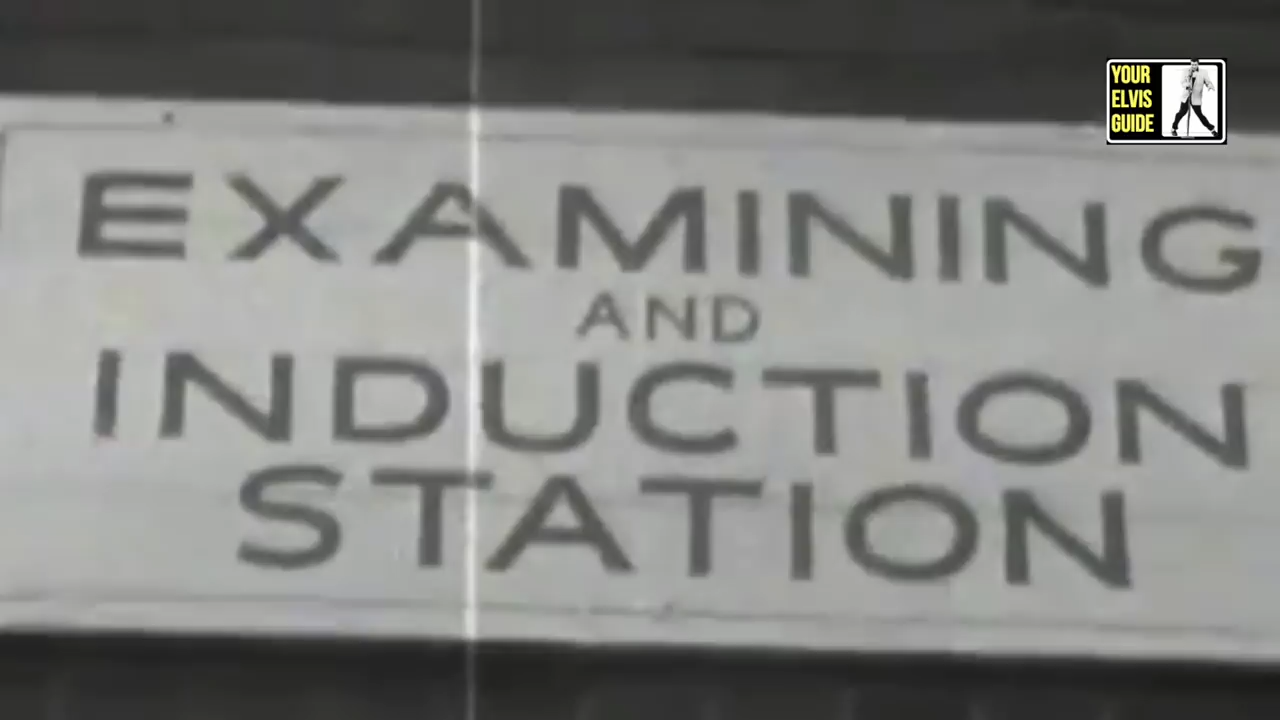 YOUR
ELVIS
GUIDE
EXAMINING
AND
INDUCTION
STATION